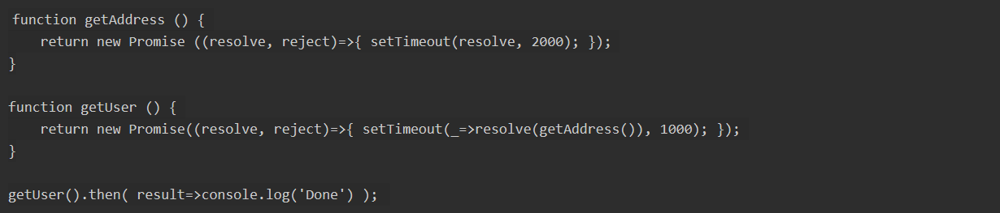 function getAddress () {
    return new Promise ((resolve, reject)=>{ setTimeout(resolve, 2000); });
}
function getUser () {
    return new Promise((resolve, reject)=>{ setTimeout(_=>resolve(getAddress()), 1000); });
}
getUser().then( result=>console.log('Done') );